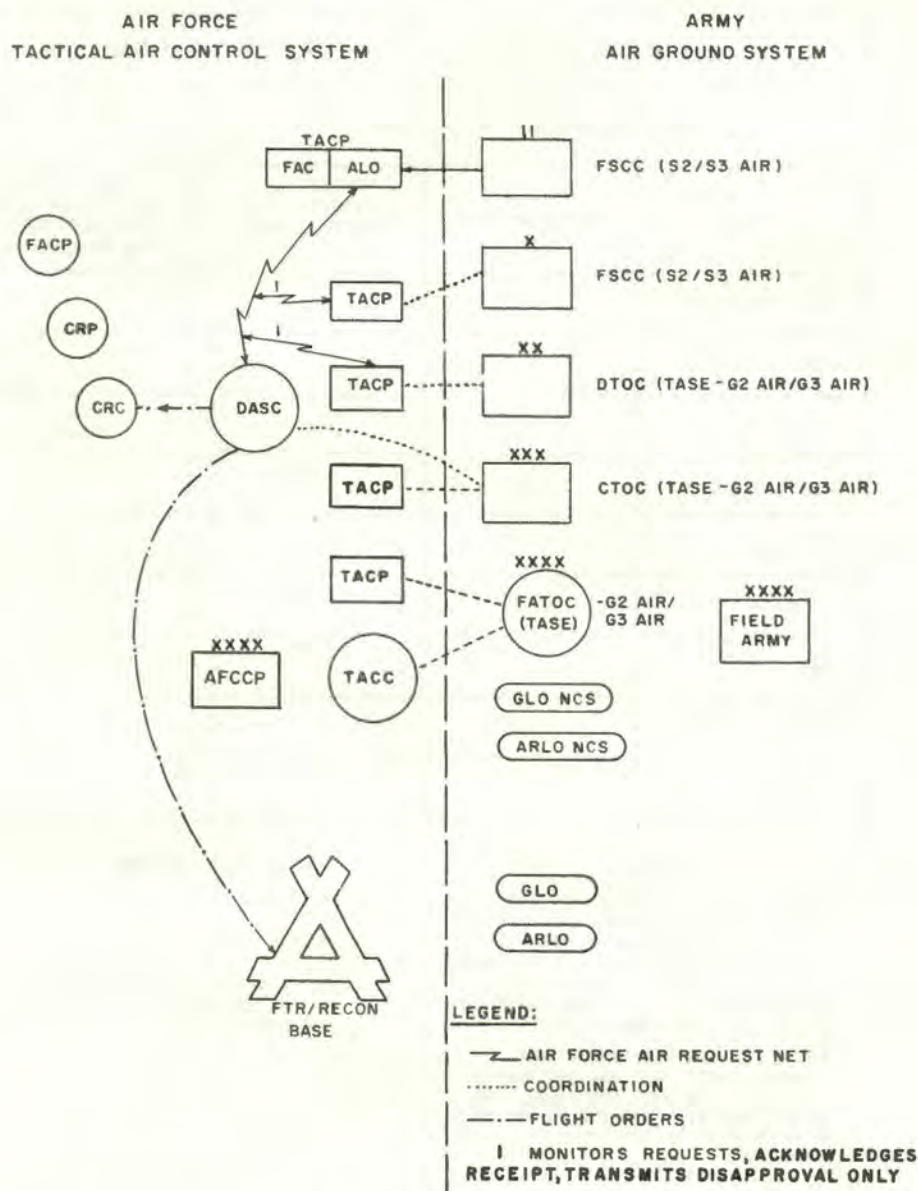 AIR FORCE
TACTICAL AIR CONTROL SYSTEM
ARMY
AIR GROUND SYSTEM
TACP
FAC ALO
II
FSCC (S2/S3 AIR)
FACP
X
FSCC (S2/S3 AIR)
I
TACP
CRP
I
XX
TACP
DTOC (TASE-G2 AIR/G3 AIR)
CRC
DASC
XXX
TACP
CTOC (TASE-G2 AIR/G3 AIR)
XXXX
TACP
FATOC
(TASE)
-G2 AIR/
G3 AIR
XXXX
FIELD
ARMY
XXXX
AFCCP
TACC
GLO NCS
ARLO NCS
GLO
ARLO
FTR/RECON
BASE
LEGEND:
AIR FORCE AIR REQUEST NET
COORDINATION
FLIGHT ORDERS
I MONITORS REQUESTS, ACKNOWLEDGES
RECEIPT, TRANSMITS DISAPPROVAL ONLY